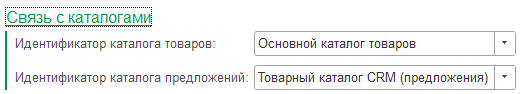 Связь с каталогами
Идентификатор каталога товаров: Основной каталог товаров
Идентификатор каталога предложений: Товарный каталог CRM (предложения)